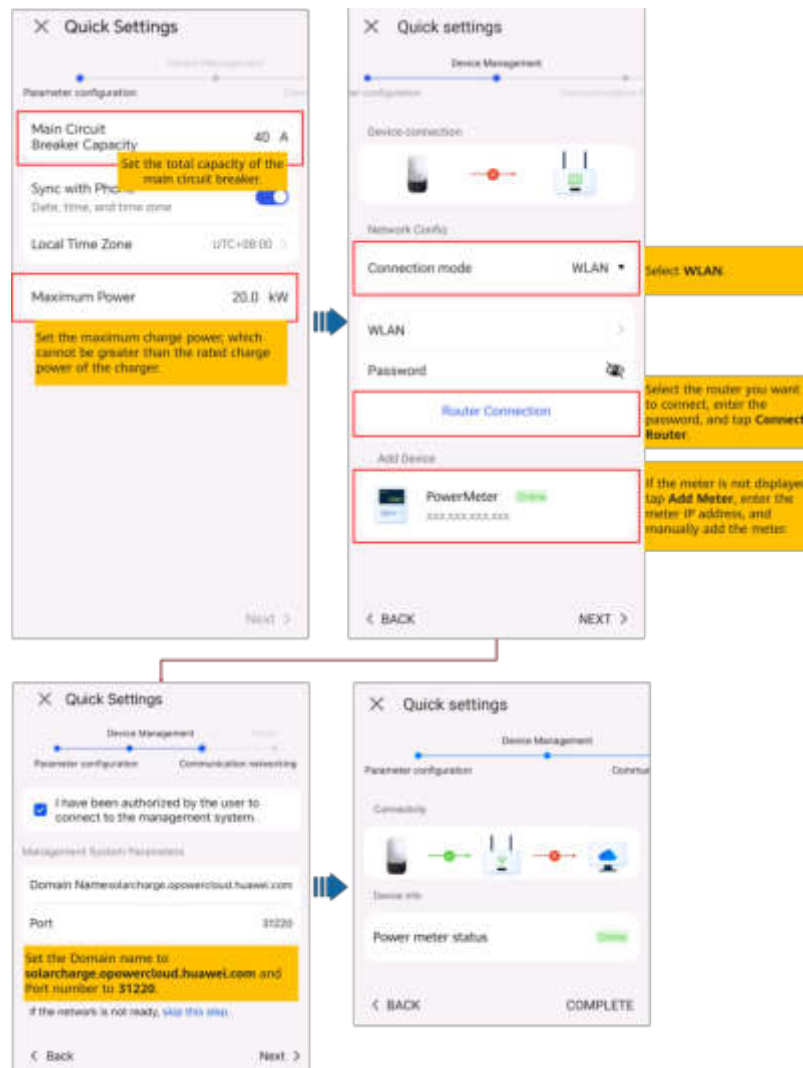 Quick Settings
Device Management
Parameter configuration
Main Circuit
Breaker Capacity
40 A
Set the total capacity of the
main circuit breaker.
Sync with
Date, time, and time zone
Local Time Zone
UTC+08:00
Maximum Power
20.0 kW
Set the maximum charge power, which
cannot be greater than the rated charge
power of the charger.
Next >
Quick settings
Device Management
Device connection
Network Config
Connection mode
WLAN
Select WLAN.
WLAN
Password
Router Connection
Select the router you want
to connect, enter the
password, and tap Connect
Router.
Add Device
PowerMeter
Online
XXX.XXX.XXX.XXX
If the meter is not displayed
tap Add Meter, enter the
meter IP address, and
manually add the meter.
< BACK
NEXT >
Quick Settings
Device Management
Parameter configuration
Communication networking
I have been authorized by the user to
connect to the management system.
Management System Parameters
Domain Name
solarcharge.opowercloud.huawei.com
Port
31220
Set the Domain name to
solarcharge.opowercloud.huawei.com and
Port number to 31220.
If the network is not ready, skip this step.
< Back
Next >
Quick settings
Device Management
Parameter configuration
Commu
Connectivity
Device info
Power meter status
Online
< BACK
COMPLETE